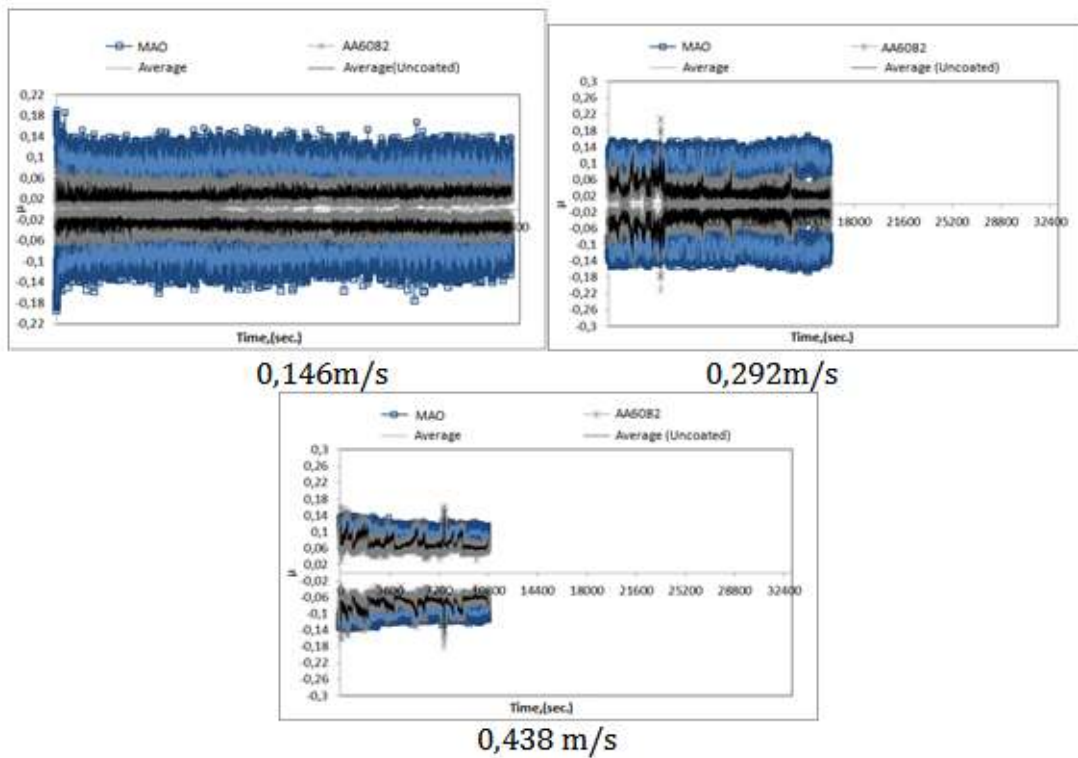 MAO AA6082
Average Average(Uncoated)
0,22
0,18
0,14
0,1
0,06
0,02
-0,02
-0,06
-0,1
-0,14
-0,18
-0,22
µ
Time,(sec.)
0,146m/s
MAO AA6082
Average Average (Uncoated)
0,3
0,26
0,22
0,18
0,14
0,1
0,06
0,02
-0,02
-0,06
-0,1
-0,14
-0,18
-0,22
-0,26
-0,3
µ
18000 21600 25200 28800 32400
Time,(sec.)
0,292m/s
MAO AA6082
Average Average (Uncoated)
0,3
0,26
0,22
0,18
0,14
0,1
0,06
0,02
-0,02
-0,06
-0,1
-0,14
-0,18
-0,22
-0,26
-0,3
µ
0 3600 7200 10800 14400 18000 21600 25200 28800 32400
Time,(sec.)
0,438 m/s